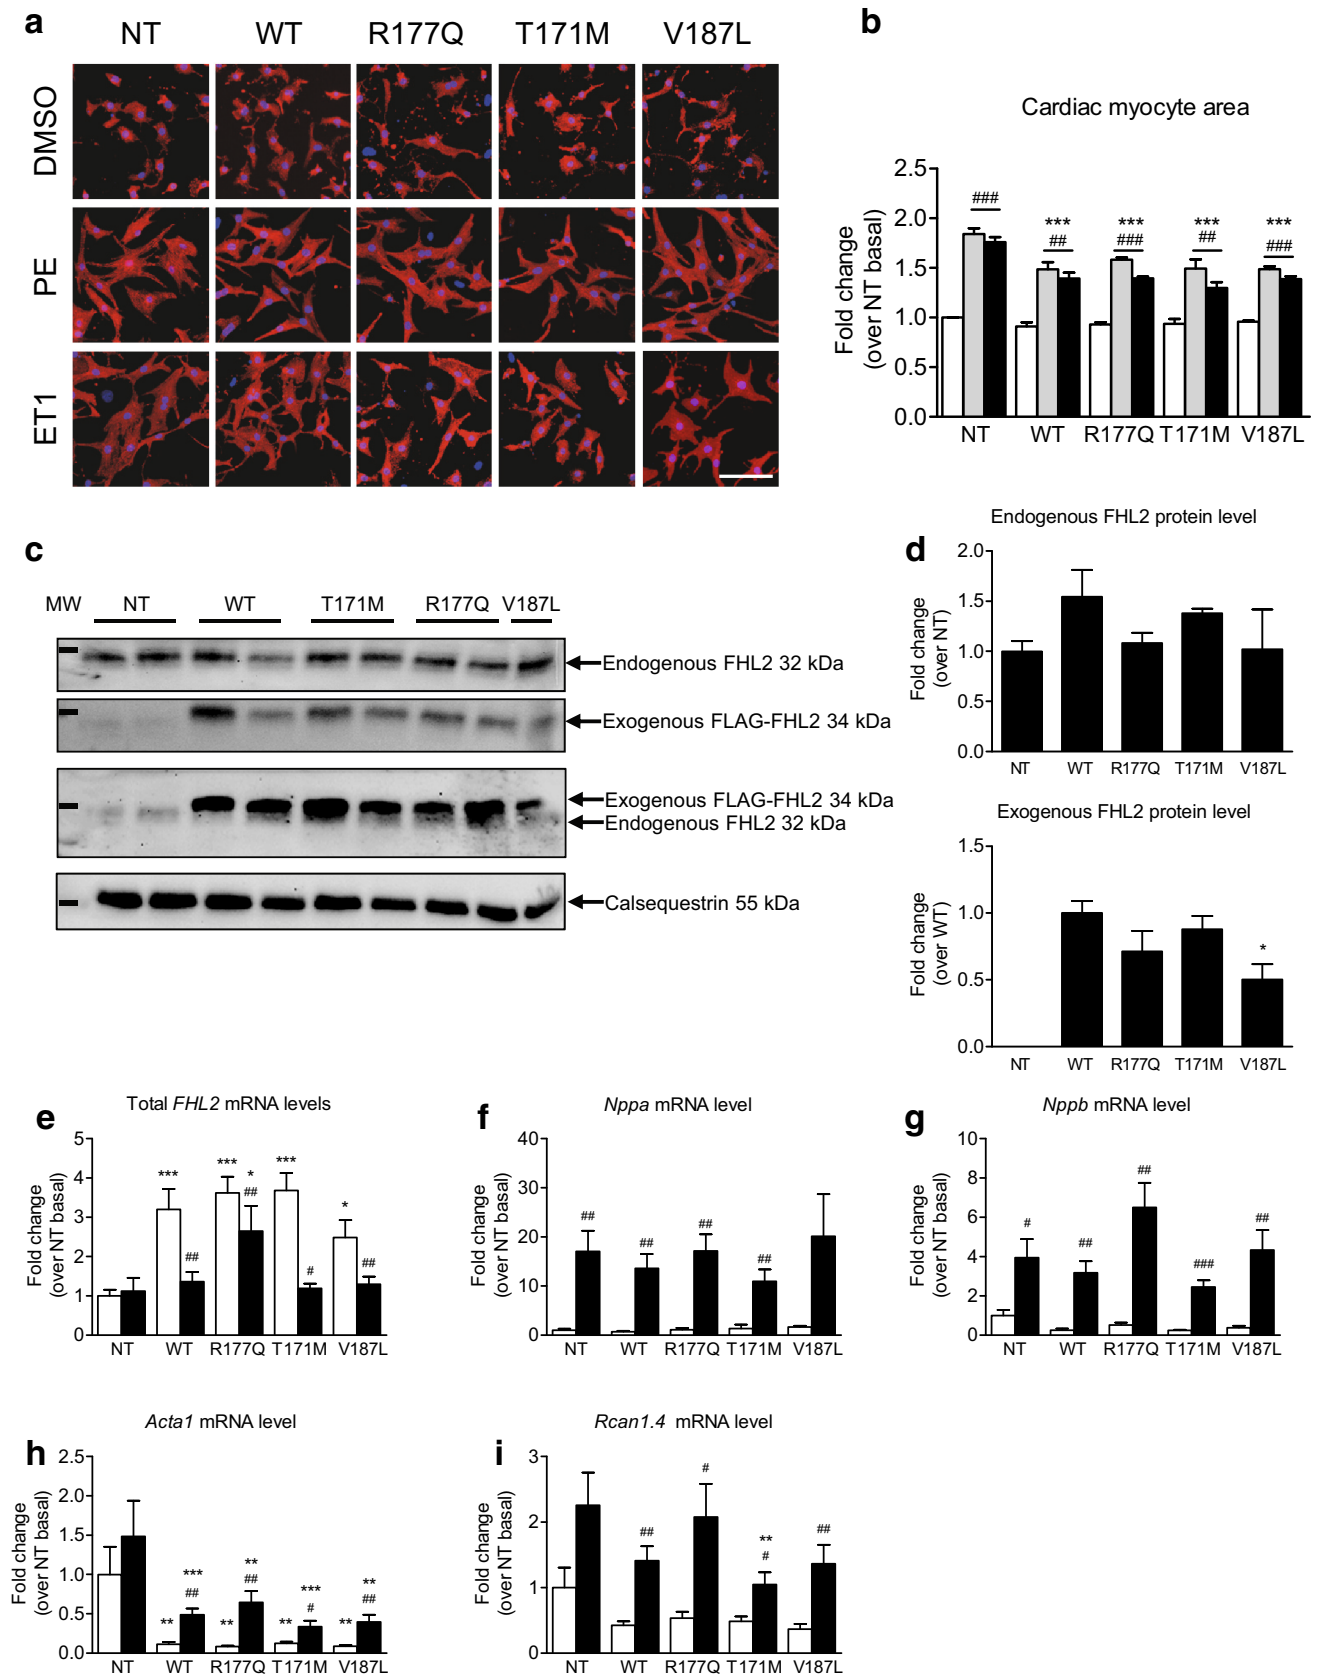 a
NT WT R177Q T171M V187L
DMSO
PE
ET1
b
Cardiac myocyte area
Fold change
(over NT basal)
2.5
2.0
1.5
1.0
0.5
0.0
###
*** *** *** ***
## ### ## ###
NT WT R177Q T171M V187L
c
MW NT WT T171M R177Q V187L
Endogenous FHL2 32 kDa
Exogenous FLAG-FHL2 34 kDa
Exogenous FLAG-FHL2 34 kDa
Endogenous FHL2 32 kDa
Calsequestrin 55 kDa
d
Endogenous FHL2 protein level
Fold change
(over NT)
2.0
1.5
1.0
0.5
0.0
NT WT R177Q T171M V187L
Exogenous FHL2 protein level
Fold change
(over WT)
1.5
1.0
0.5
0.0
*
NT WT R177Q T171M V187L
e
Total FHL2 mRNA levels
Fold change
(over NT basal)
5
4
3
2
1
0
*** *** * *** *
## ## # ##
NT WT R177Q T171M V187L
f
Nppa mRNA level
Fold change
(over NT basal)
40
30
20
10
0
## ## ## ##
NT WT R177Q T171M V187L
g
Nppb mRNA level
Fold change
(over NT basal)
10
8
6
4
2
0
# ## ## ### ##
NT WT R177Q T171M V187L
h
Acta1 mRNA level
Fold change
(over NT basal)
2.5
2.0
1.5
1.0
0.5
0.0
*** ** *** **
## ## # ##
** ** ** **
NT WT R177Q T171M V187L
i
Rcan1.4 mRNA level
Fold change
(over NT basal)
3
2
1
0
## # ** ##
#
NT WT R177Q T171M V187L